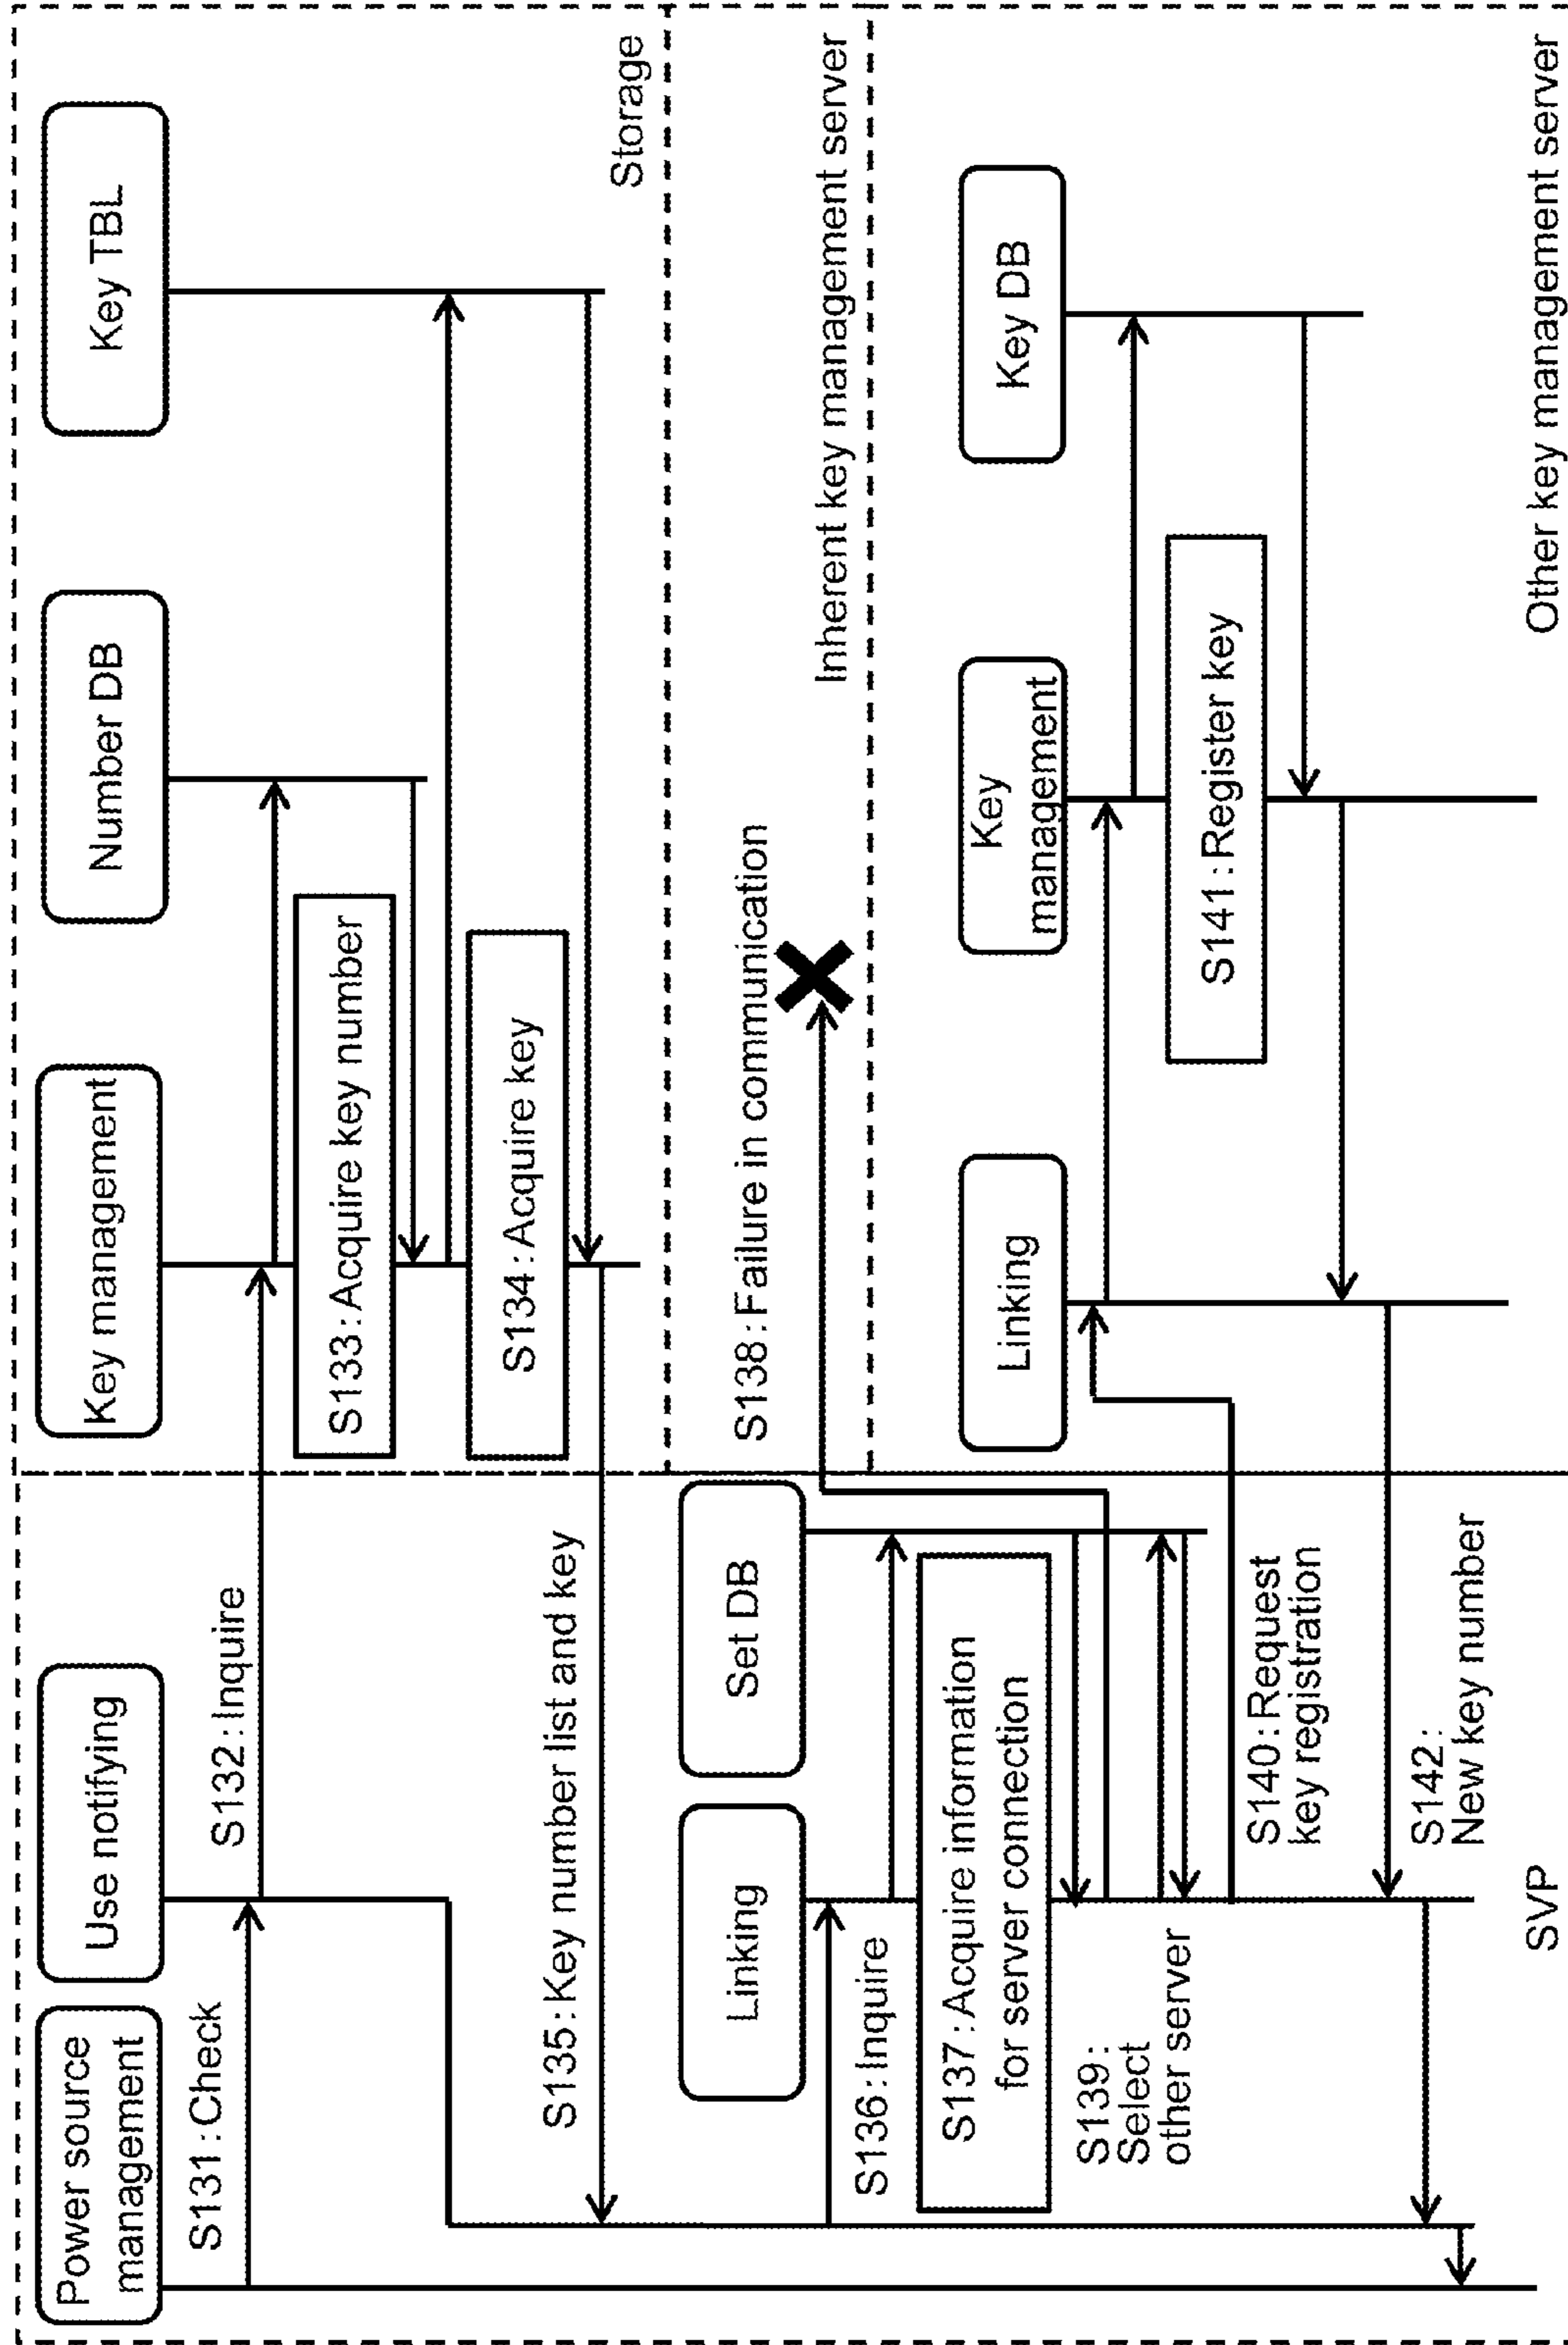 Power source
management
Use notifying
Key management
Number DB
Key TBL
S131:Check
S132:Inquire
S133:Acquire key number
S134:Acquire key
S135:Key number list and key
Storage
Linking
Set DB
S136:Inquire
S137:Acquire information
for server connection
S138:Failure in communication
Inherent key management server
S139:
Select
other server
Linking
Key
management
Key DB
S140:Request
key registration
S141:Register key
S142:
New key number
SVP
Other key management server